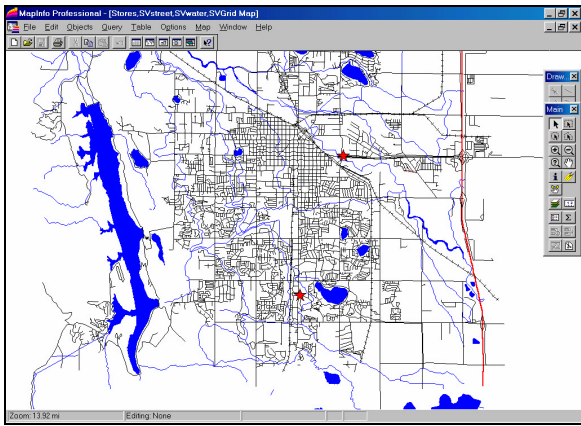 MapInfo Professional - [Stores,SVstreet,SVwater,SVGrid Map]
File Edit Objects Query Table Options Map Window Help
Draw
Main
Zoom: 13.92 mi Editing: None